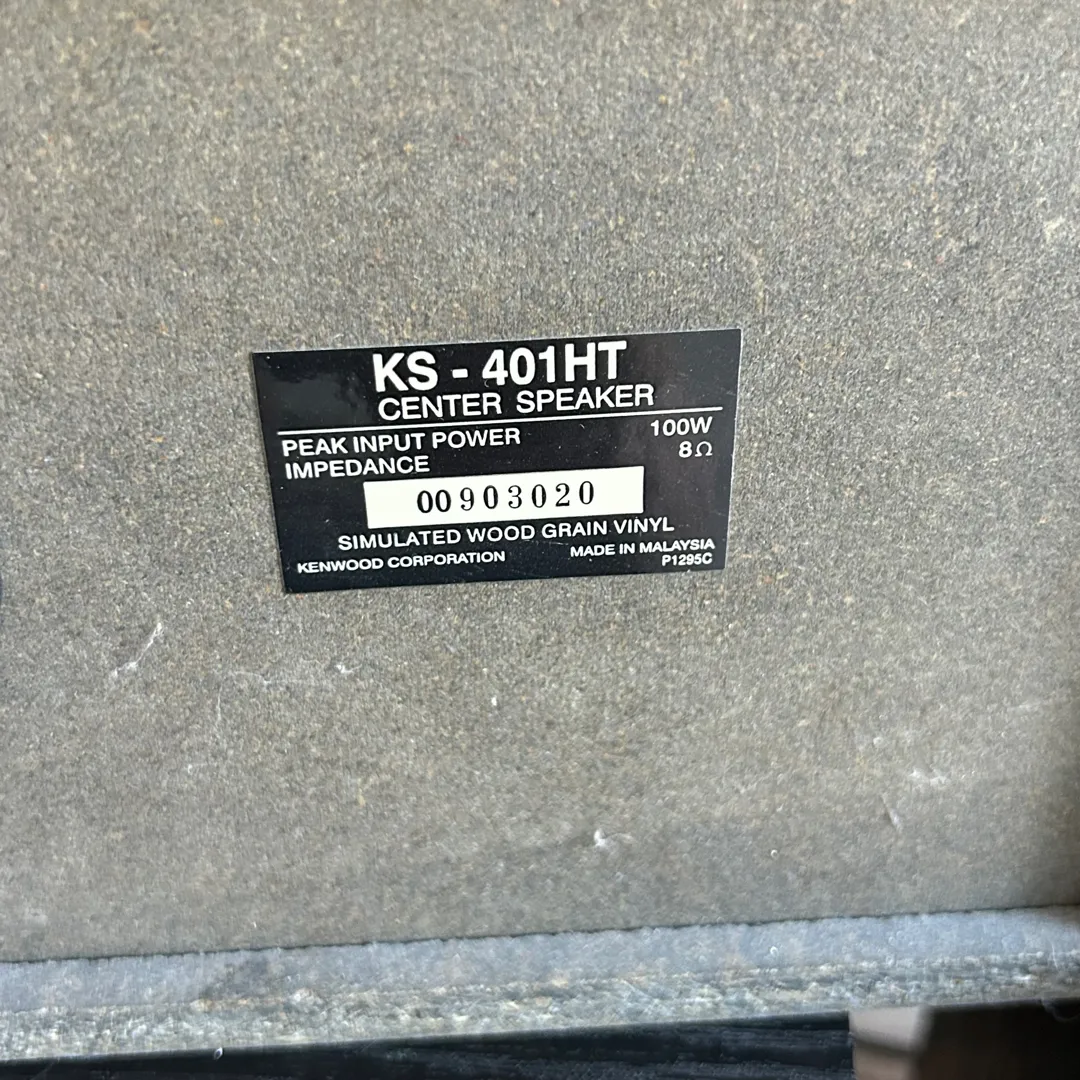 KS - 401HT
CENTER SPEAKER
PEAK INPUT POWER 100W
IMPEDANCE 8Ω
00903020
SIMULATED WOOD GRAIN VINYL
KENWOOD CORPORATION MADE IN MALAYSIA
P1295C